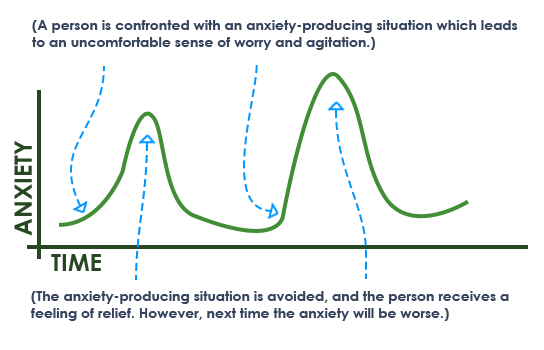 (A person is confronted with an anxiety-producing situation which leads
to an uncomfortable sense of worry and agitation.)
ANXIETY
TIME
(The anxiety-producing situation is avoided, and the person receives a
feeling of relief. However, next time the anxiety will be worse.)